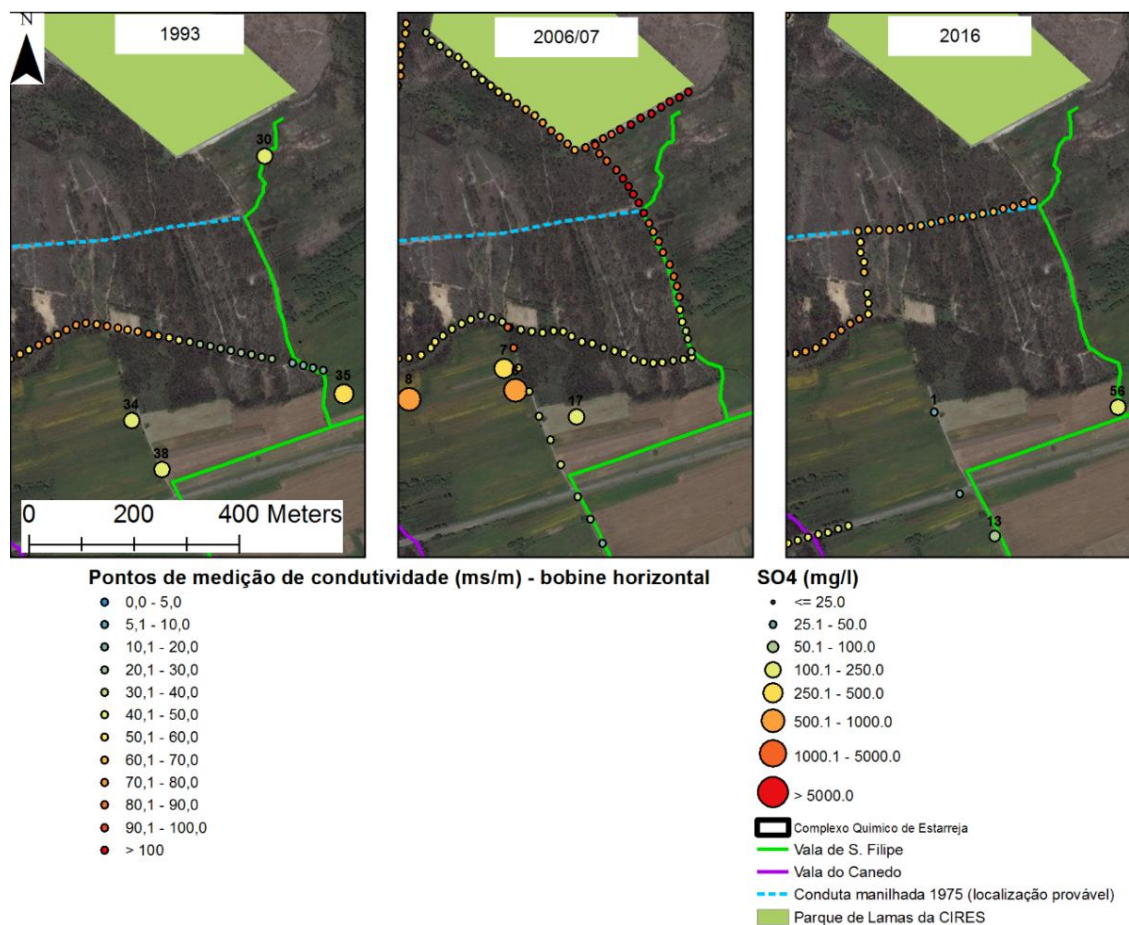 N
1993
2006/07
2016
30
35
34
38
7
8
17
1
56
13
0 200 400 Meters
Pontos de medição de condutividade (ms/m) - bobine horizontal
0,0 - 5,0
5,1 - 10,0
10,1 - 20,0
20,1 - 30,0
30,1 - 40,0
40,1 - 50,0
50,1 - 60,0
60,1 - 70,0
70,1 - 80,0
80,1 - 90,0
90,1 - 100,0
> 100
SO4 (mg/l)
<= 25.0
25.1 - 50.0
50.1 - 100.0
100.1 - 250.0
250.1 - 500.0
500.1 - 1000.0
1000.1 - 5000.0
> 5000.0
Complexo Quimico de Estarreja
Vala de S. Filipe
Vala do Canedo
Conduta manilhada 1975 (localização provável)
Parque de Lamas da CIRES